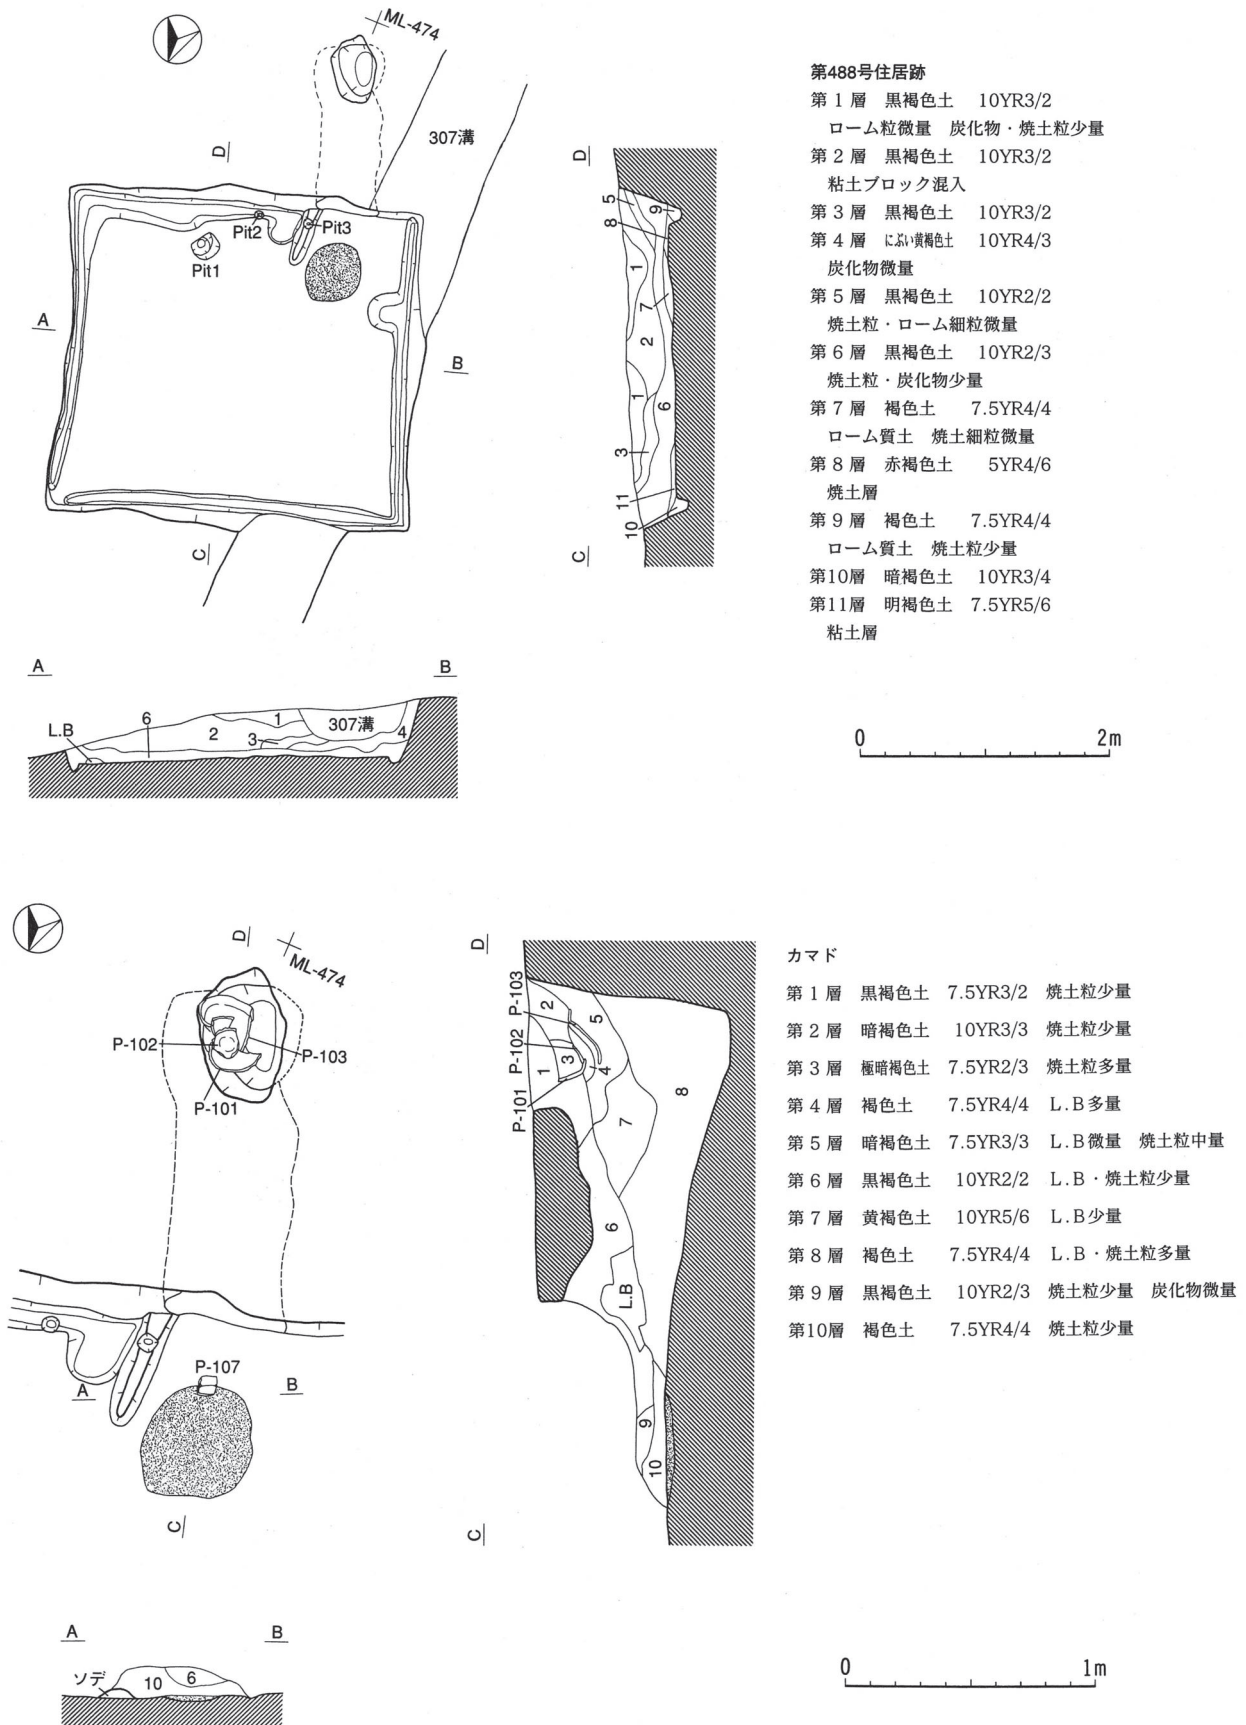 ML-474
307溝
D
Pit2
Pit3
Pit1
A
B
C
D
5
9
8
1
7
2
1
6
3
11
10
C
第488号住居跡
第1層 黒褐色土 10YR3/2
ローム粒微量 炭化物・焼土粒少量
第2層 黒褐色土 10YR3/2
粘土ブロック混入
第3層 黒褐色土 10YR3/2
第4層 にぶい黄褐色土 10YR4/3
炭化物微量
第5層 黒褐色土 10YR2/2
焼土粒・ローム細粒微量
第6層 黒褐色土 10YR2/3
焼土粒・炭化物少量
第7層 褐色土 7.5YR4/4
ローム質土 焼土細粒微量
第8層 赤褐色土 5YR4/6
焼土層
第9層 褐色土 7.5YR4/4
ローム質土 焼土粒少量
第10層 暗褐色土 10YR3/4
第11層 明褐色土 7.5YR5/6
粘土層
A
B
L.B
6
2
1
3
307溝
4
0 2m
D
ML-474
P-102
P-103
P-101
A
P-107
B
C
D
P-103
P-102
P-101
2
5
1
3
4
8
7
6
L.B
9
10
C
カマド
第1層 黒褐色土 7.5YR3/2 焼土粒少量
第2層 暗褐色土 10YR3/3 焼土粒少量
第3層 極暗褐色土 7.5YR2/3 焼土粒多量
第4層 褐色土 7.5YR4/4 L.B多量
第5層 暗褐色土 7.5YR3/3 L.B微量 焼土粒中量
第6層 黒褐色土 10YR2/2 L.B・焼土粒少量
第7層 黄褐色土 10YR5/6 L.B少量
第8層 褐色土 7.5YR4/4 L.B・焼土粒多量
第9層 黒褐色土 10YR2/3 焼土粒少量 炭化物微量
第10層 褐色土 7.5YR4/4 焼土粒少量
A
B
ソデ
10
6
0 1m